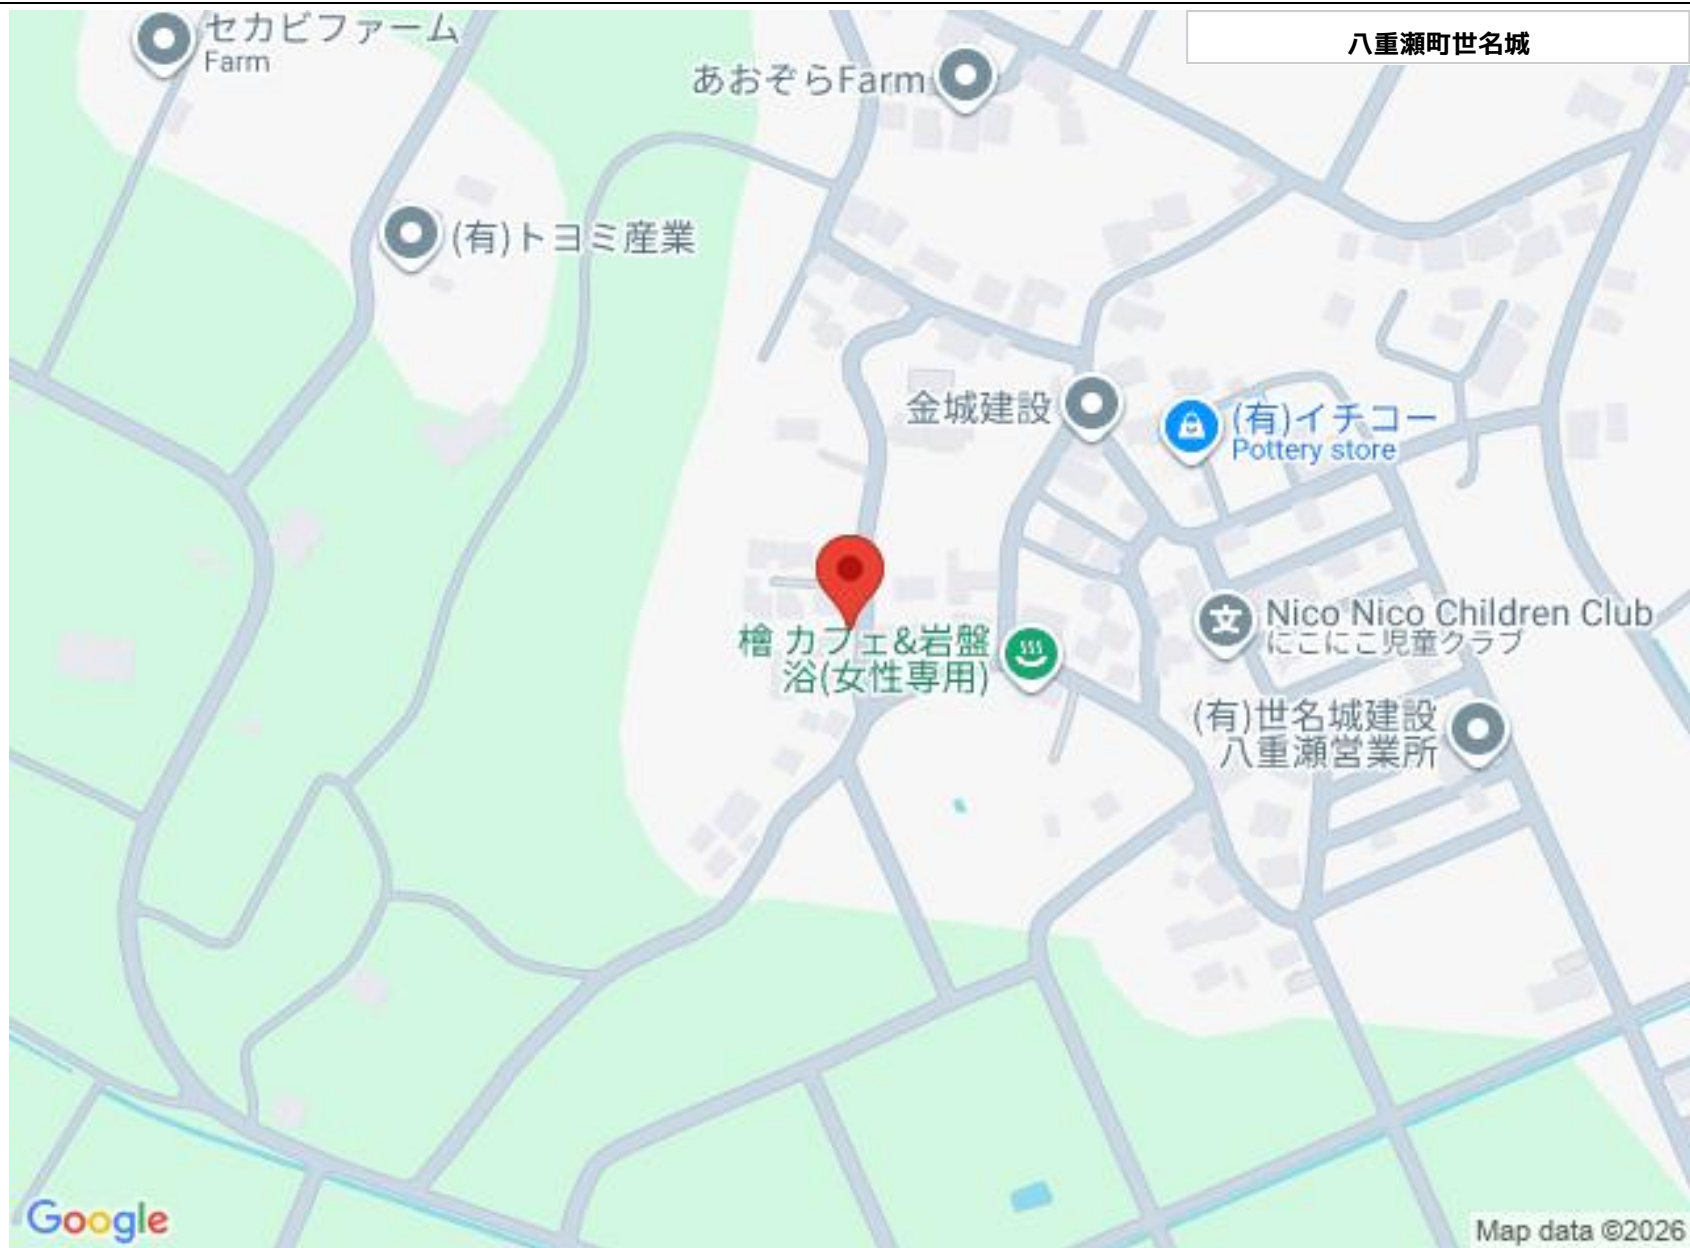 八重瀬町世名城
セカビファーム
Farm
あおぞらFarm
(有)トヨミ産業
金城建設
(有)イチコー
Pottery store
Nico Nico Children Club
にこにこ児童クラブ
檜 カフェ&岩盤
浴(女性専用)
(有)世名城建設
八重瀬営業所
Google
Map data ©2026